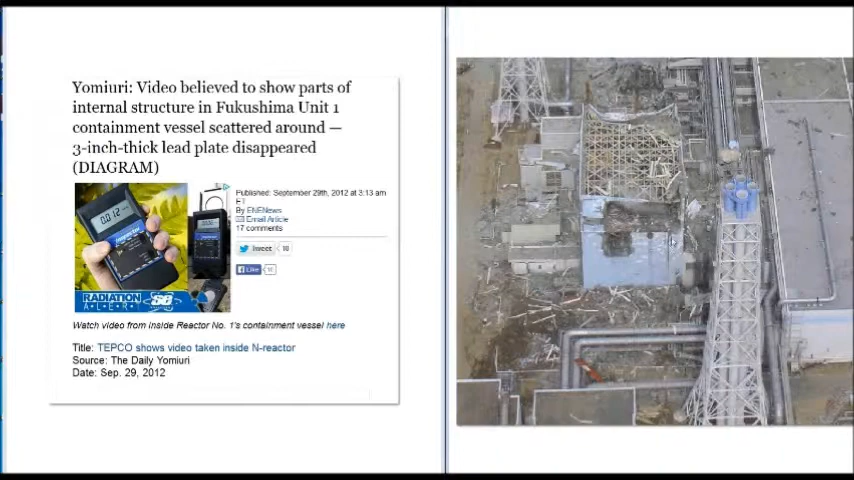 Yomiuri: Video believed to show parts of
internal structure in Fukushima Unit 1
containment vessel scattered around —
3-inch-thick lead plate disappeared
(DIAGRAM)
Published: September 29th, 2012 at 3:13 am
ET
By ENENews
Email Article
17 comments
Tweet
Like
0.012
RADIATION
ALERT
Watch video from inside Reactor No. 1's containment vessel here
Title: TEPCO shows video taken inside N-reactor
Source: The Daily Yomiuri
Date: Sep. 29, 2012